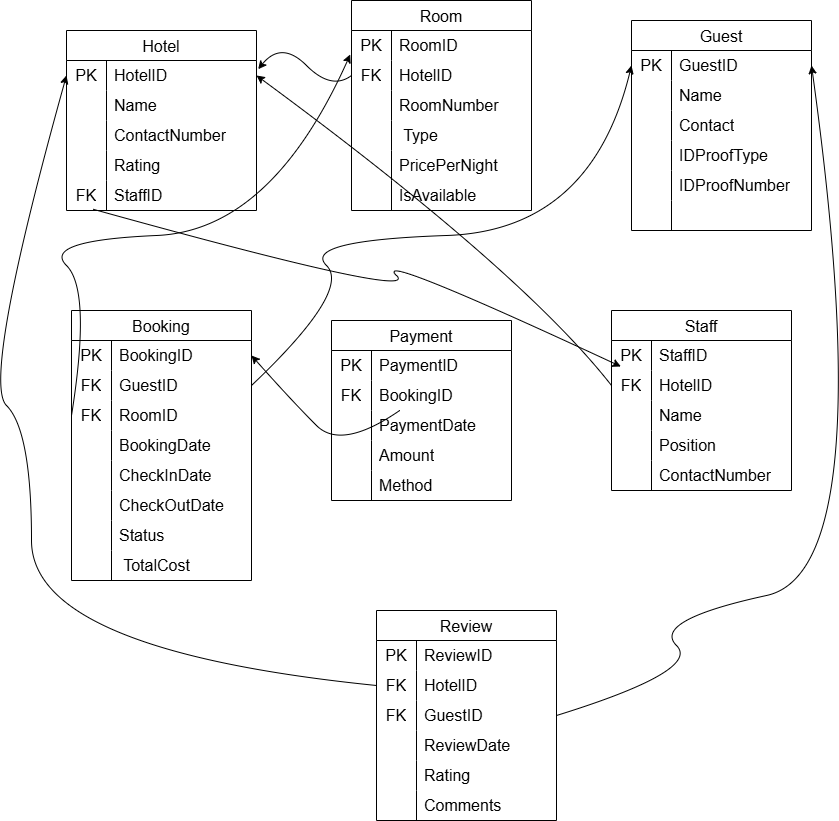 Hotel
PK HotelID
Name
ContactNumber
Rating
FK StaffID
Room
PK RoomID
FK HotelID
RoomNumber
Type
PricePerNight
IsAvailable
Guest
PK GuestID
Name
Contact
IDProofType
IDProofNumber
Booking
PK BookingID
FK GuestID
FK RoomID
BookingDate
CheckInDate
CheckOutDate
Status
TotalCost
Payment
PK PaymentID
FK BookingID
PaymentDate
Amount
Method
Staff
PK StaffID
FK HotelID
Name
Position
ContactNumber
Review
PK ReviewID
FK HotelID
FK GuestID
ReviewDate
Rating
Comments